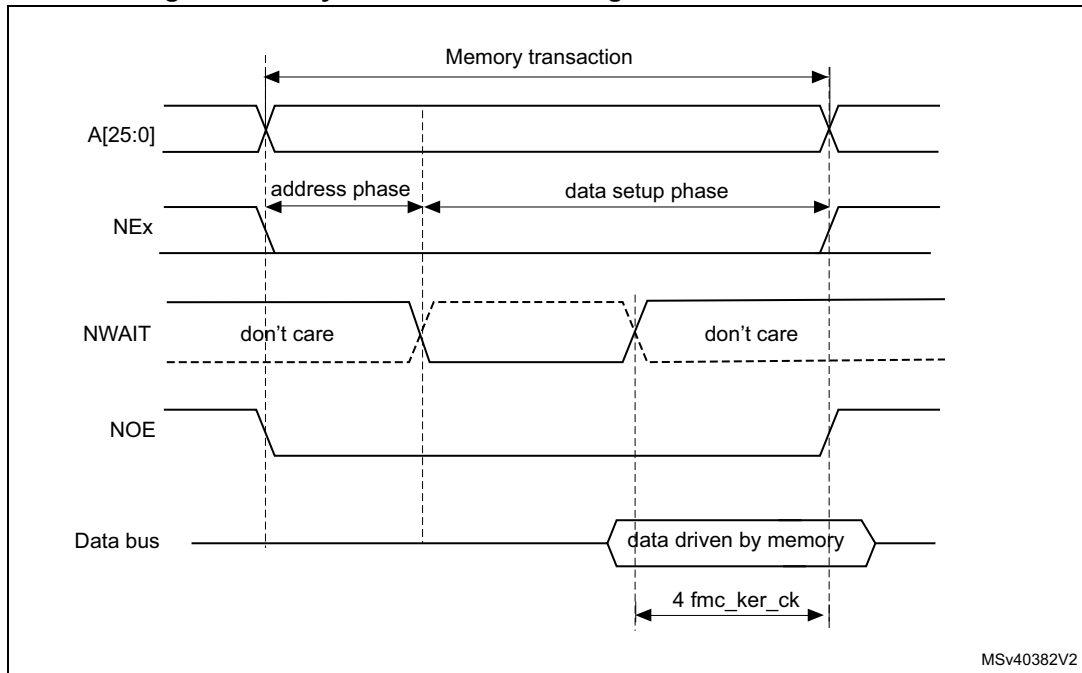 Memory transaction
A[25:0]
address phase
data setup phase
NEx
NWAIT
don't care
don't care
NOE
Data bus
data driven by memory
4 fmc_ker_ck
MSv40382V2